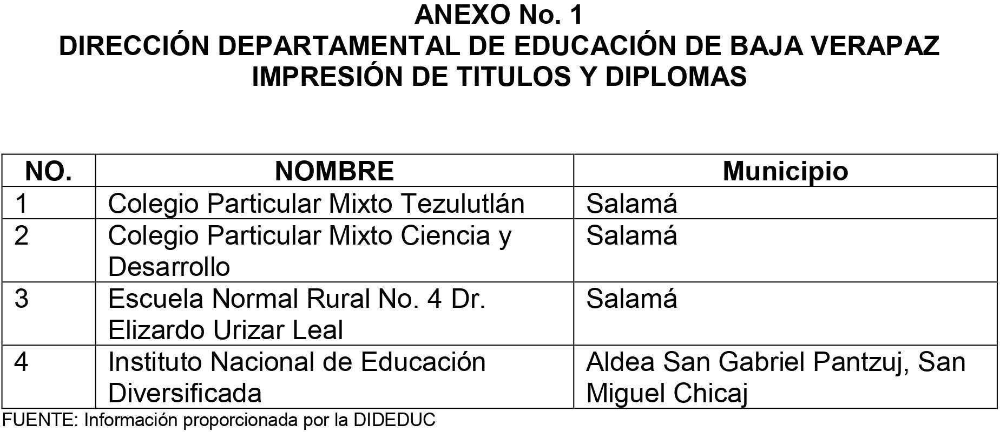 ANEXO No. 1
DIRECCIÓN DEPARTAMENTAL DE EDUCACIÓN DE BAJA VERAPAZ
IMPRESIÓN DE TITULOS Y DIPLOMAS
NO. NOMBRE Municipio
1 Colegio Particular Mixto Tezulutlán Salamá
2 Colegio Particular Mixto Ciencia y Salamá
Desarrollo
3 Escuela Normal Rural No. 4 Dr. Salamá
Elizardo Urizar Leal
4 Instituto Nacional de Educación Aldea San Gabriel Pantzuj, San
Diversificada Miguel Chicaj
FUENTE: Información proporcionada por la DIDEDUC